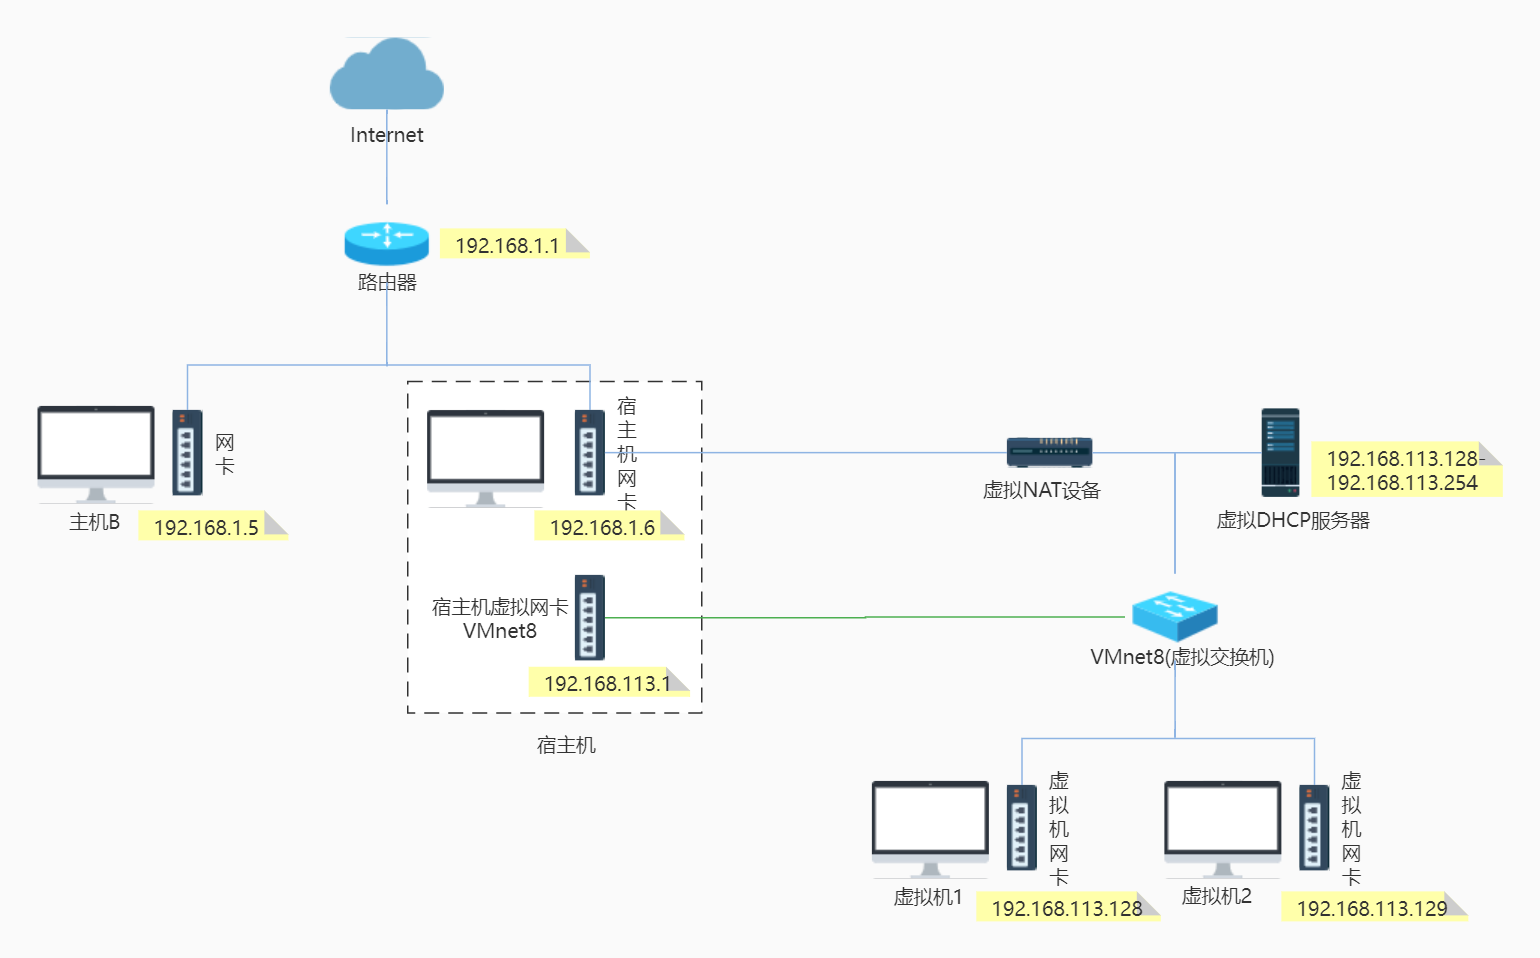 Internet
192.168.1.1
路由器
网卡
主机B
192.168.1.5
宿主机网卡
192.168.1.6
宿主机虚拟网卡
VMnet8
192.168.113.1
宿主机
虚拟NAT设备
192.168.113.128-
192.168.113.254
虚拟DHCP服务器
VMnet8(虚拟交换机)
虚拟机网卡
虚拟机1
192.168.113.128
虚拟机网卡
虚拟机2
192.168.113.129